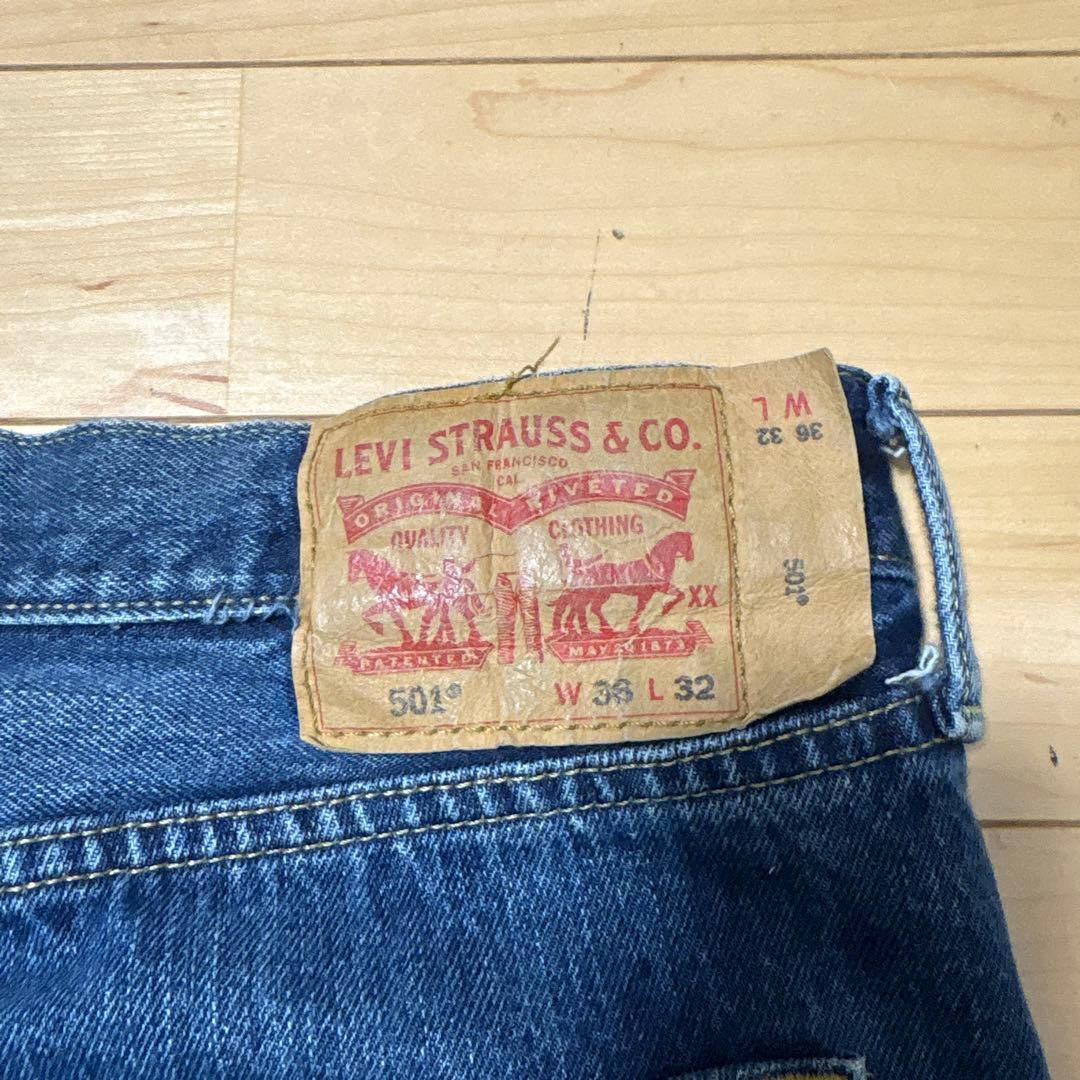 LEVI STRAUSS & CO.
SAN FRANCISCO
CAL
ORIGINAL RIVETED
QUALITY CLOTHING
XX
PATENTED MAY 20 1873
501® W 36 L 32
W L
36 32
501®